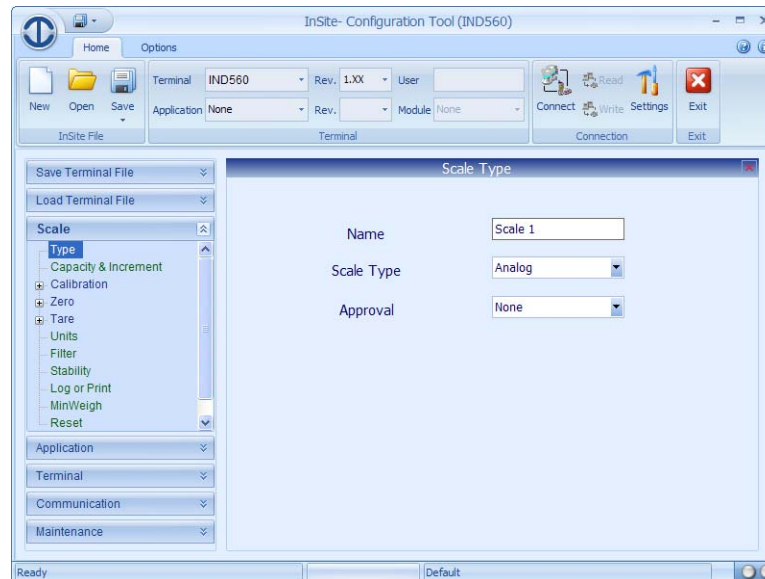 InSite- Configuration Tool (IND560)
Home Options
Terminal IND560 Rev. 1.XX User
Application None Rev. Module None
New Open Save
Connect Read Write Settings
Exit
InSite File Terminal Connection Exit
Save Terminal File
Load Terminal File
Scale
Type
Capacity & Increment
Calibration
Zero
Tare
Units
Filter
Stability
Log or Print
MinWeigh
Reset
Application
Terminal
Communication
Maintenance
Scale Type
Name Scale 1
Scale Type Analog
Approval None
Ready Default